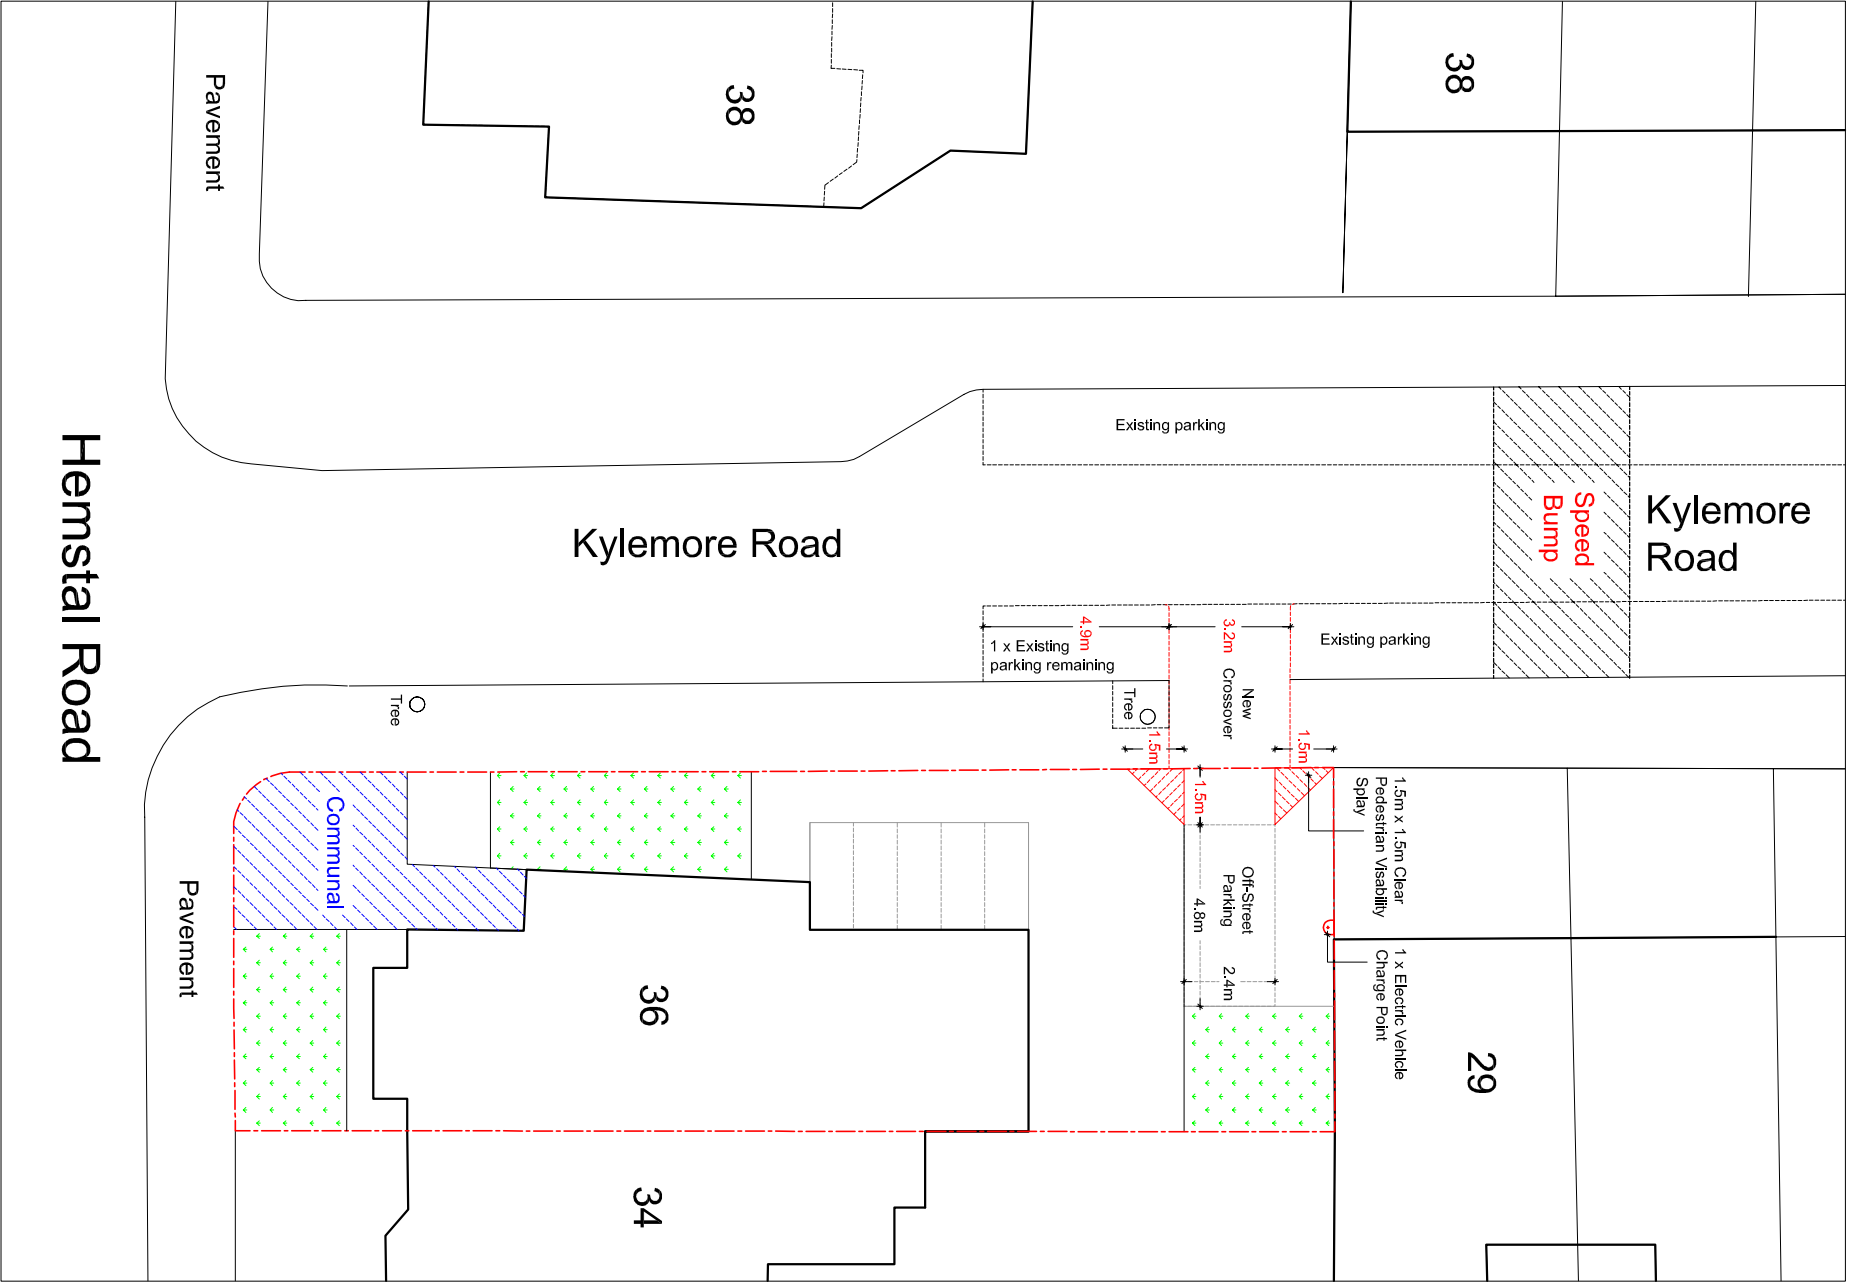 Pavement
38
38
Existing parking
Speed
Bump
Kylemore
Road
Kylemore Road
Hemstal Road
4.9m
1 x Existing
parking remaining
3.2m
Existing parking
New
Crossover
Tree
Tree
1.5m
1.5m
1.5m
1.5m x 1.5m Clear
Pedestrian Visability
Splay
Communal
Off-Street
Parking
4.8m
2.4m
1 x Electric Vehicle
Charge Point
Pavement
36
29
34